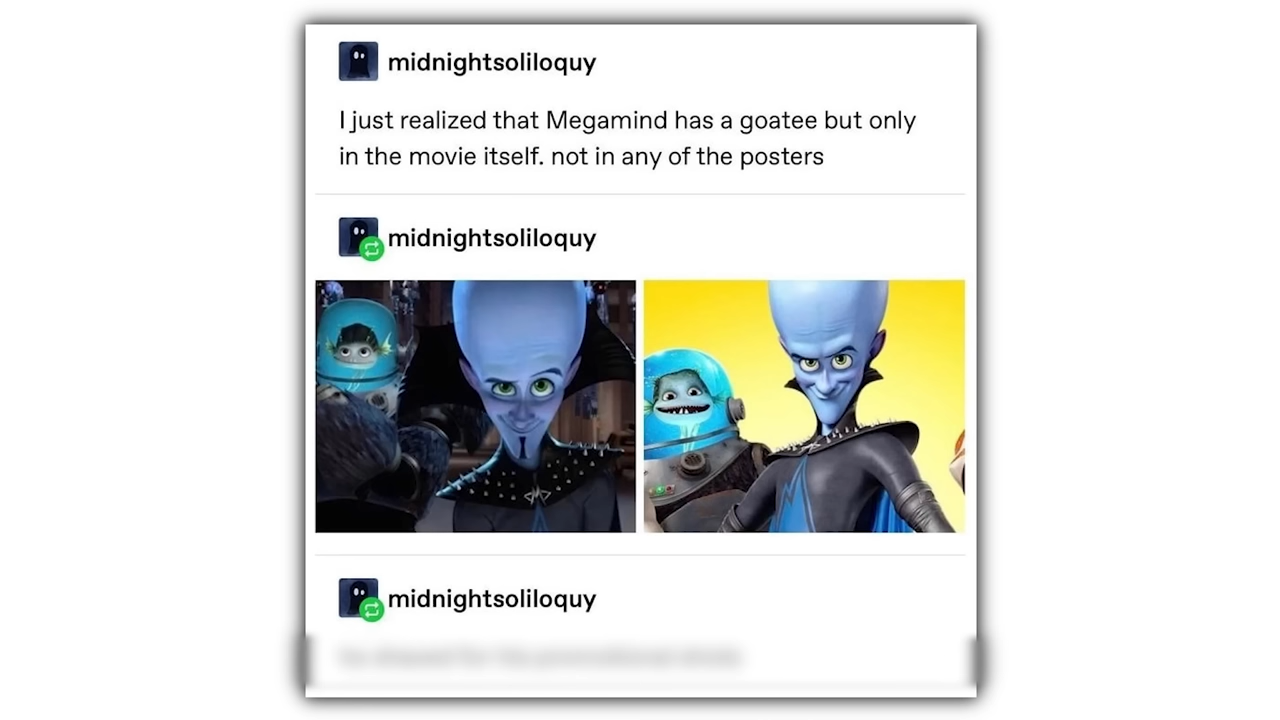 midnightsoliloquy
I just realized that Megamind has a goatee but only
in the movie itself. not in any of the posters
midnightsoliloquy
midnightsoliloquy